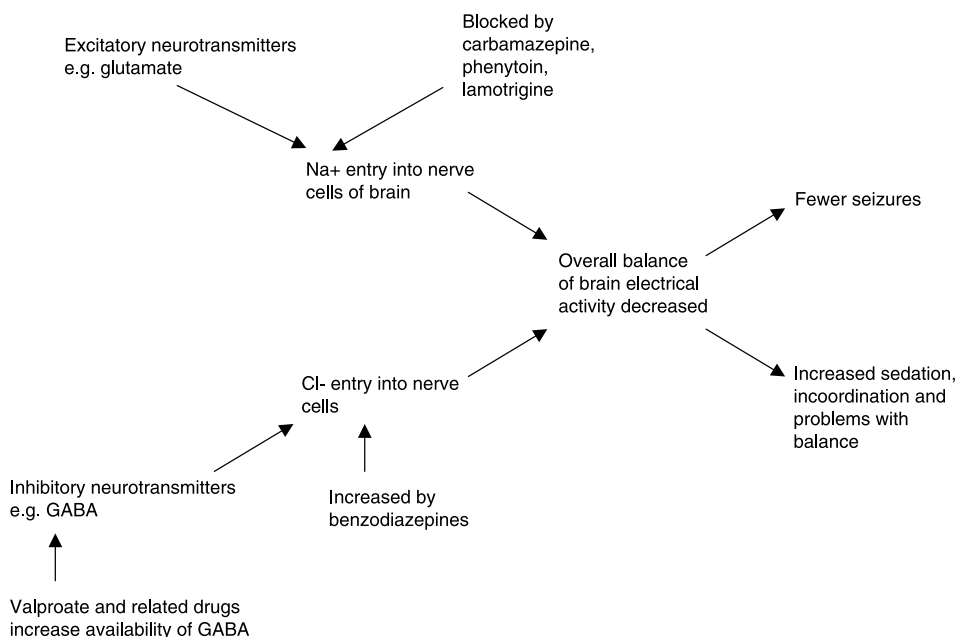 Excitatory neurotransmitters
e.g. glutamate
Blocked by
carbamazepine,
phenytoin,
lamotrigine
Na+ entry into nerve
cells of brain
Fewer seizures
Overall balance
of brain electrical
activity decreased
Cl- entry into nerve
cells
Increased sedation,
incoordination and
problems with
balance
Inhibitory neurotransmitters
e.g. GABA
Increased by
benzodiazepines
Valproate and related drugs
increase availability of GABA